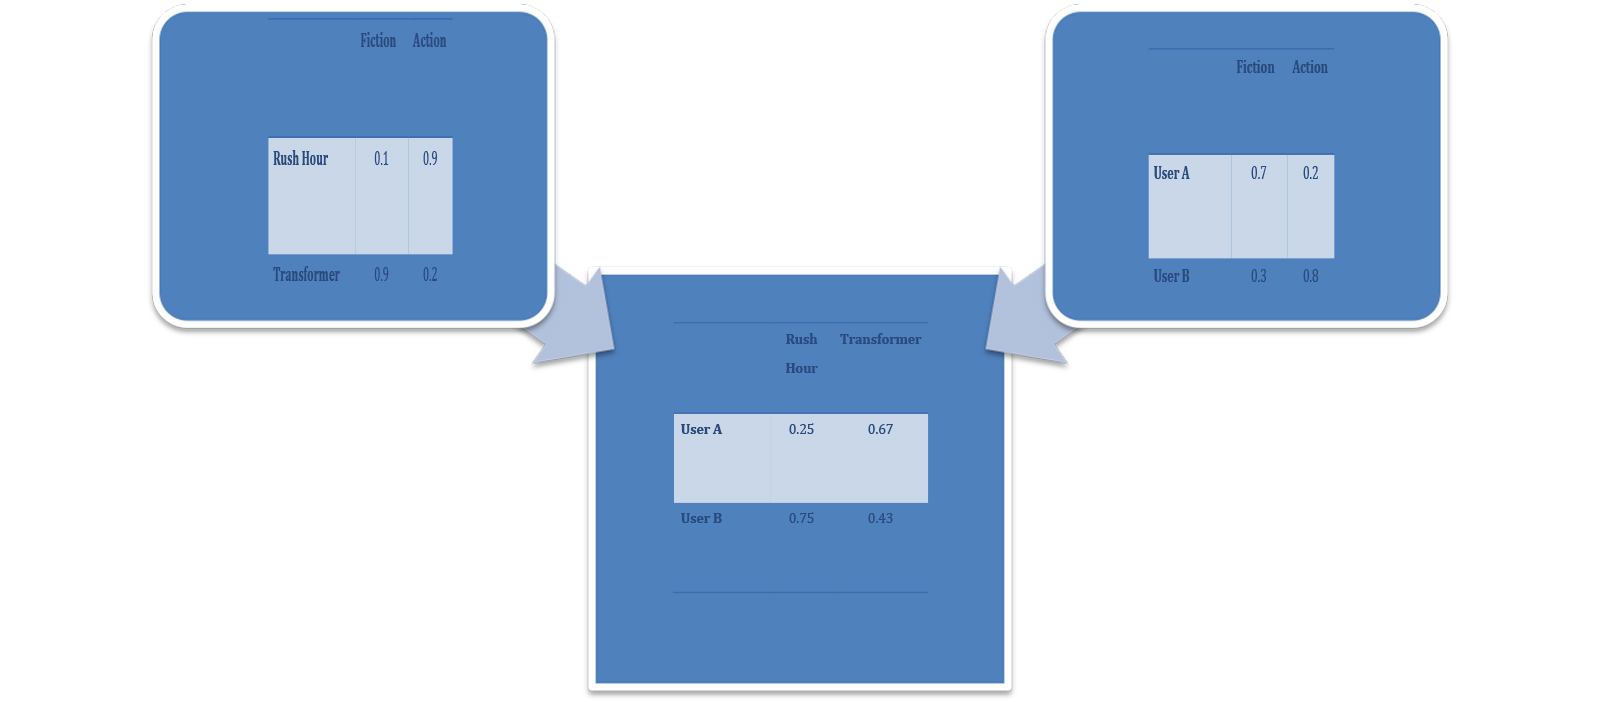 Fiction Action
Rush Hour 0.1 0.9
Transformer 0.9 0.2
Fiction Action
User A 0.7 0.2
User B 0.3 0.8
Rush Transformer
Hour
User A 0.25 0.67
User B 0.75 0.43